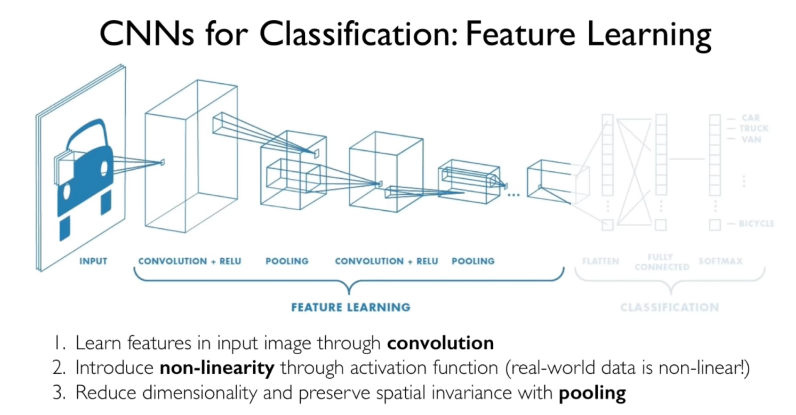 CNNs for Classification: Feature Learning
CAR
TRUCK
VAN
BICYCLE
INPUT
CONVOLUTION + RELU
POOLING
CONVOLUTION + RELU
POOLING
FLATTEN
FULLY
CONNECTED
SOFTMAX
FEATURE LEARNING
CLASSIFICATION
1. Learn features in input image through convolution
2. Introduce non-linearity through activation function (real-world data is non-linear!)
3. Reduce dimensionality and preserve spatial invariance with pooling